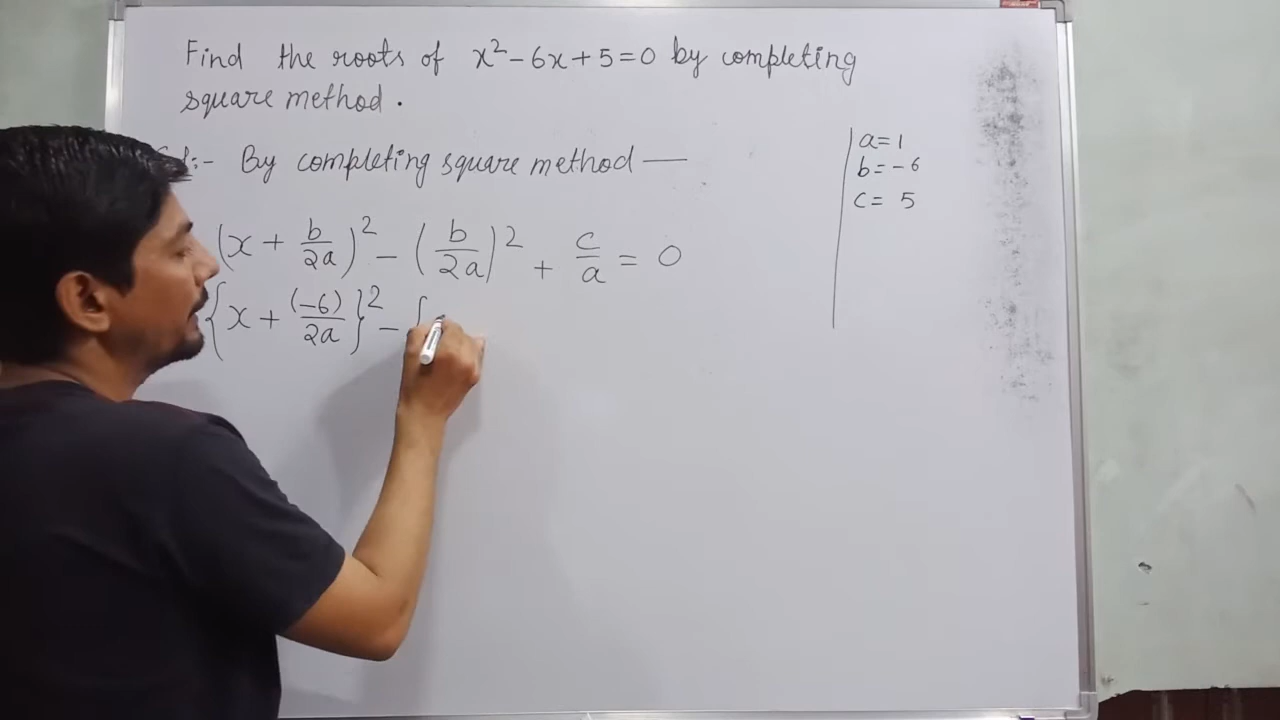 Find the roots of x² - 6x + 5 = 0 by completing
square method .
:- By completing square method —
a = 1
b = -6
c = 5
(x + b/2a)² - (b/2a)² + c/a = 0
{x + (-6)/2a}² - {